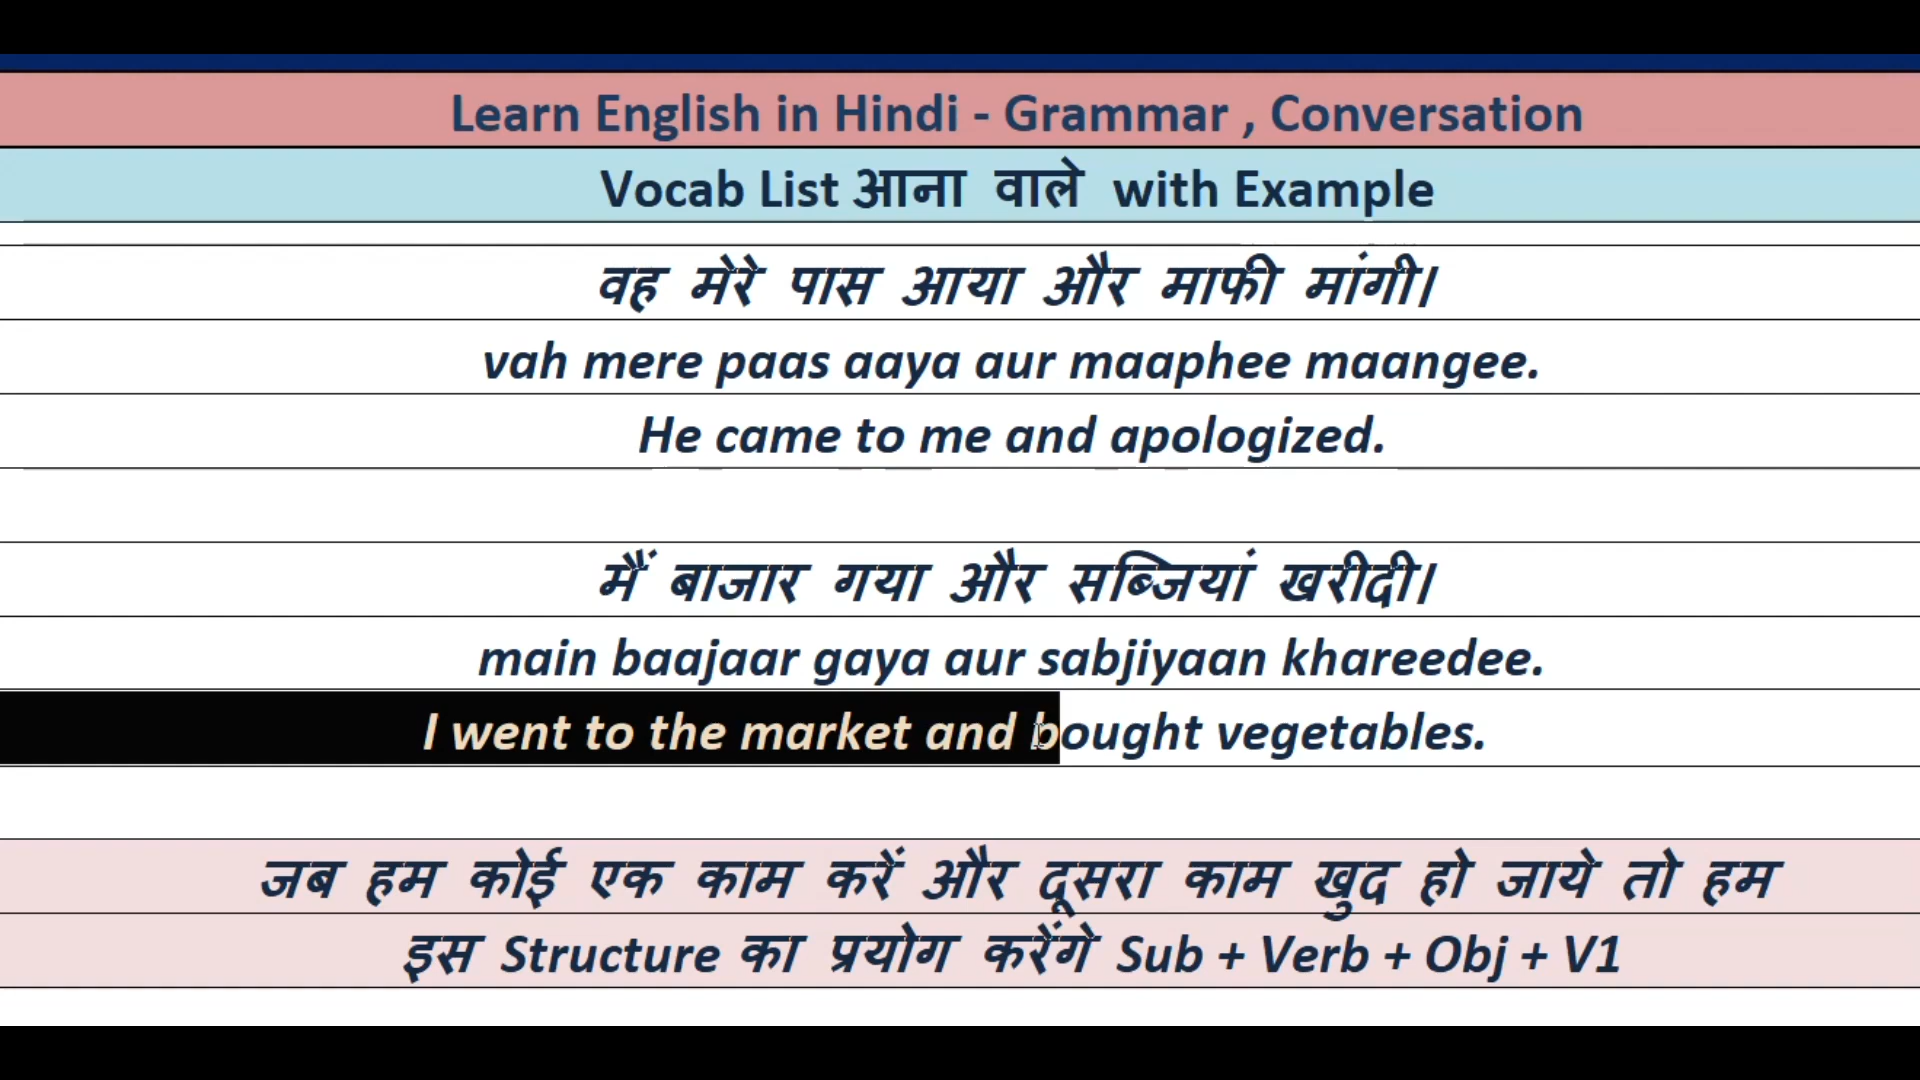 Learn English in Hindi - Grammar , Conversation
Vocab List आना वाले with Example
वह मेरे पास आया और माफी मांगी।
vah mere paas aaya aur maaphee maangee.
He came to me and apologized.
मैं बाजार गया और सब्जियां खरीदी।
main baajaar gaya aur sabjiyaan khareedee.
I went to the market and bought vegetables.
जब हम कोई एक काम करें और दूसरा काम खुद हो जाये तो हम
इस Structure का प्रयोग करेंगे Sub + Verb + Obj + V1